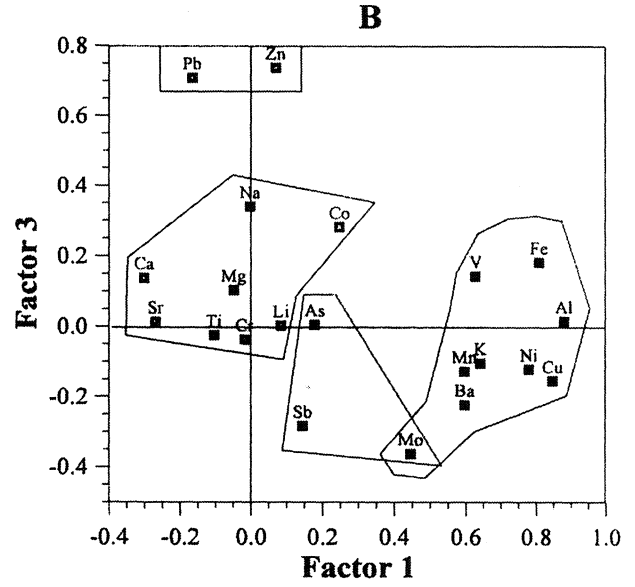 B
0.8
0.6
0.4
0.2
0.0
-0.2
-0.4
Factor 3
Pb
Zn
Na
Co
Ca
Mg
Sr
Ti
Cr
Li
As
Sb
Mo
V
Fe
Al
Mn
K
Ni
Cu
Ba
-0.4 -0.2 0.0 0.2 0.4 0.6 0.8 1.0
Factor 1